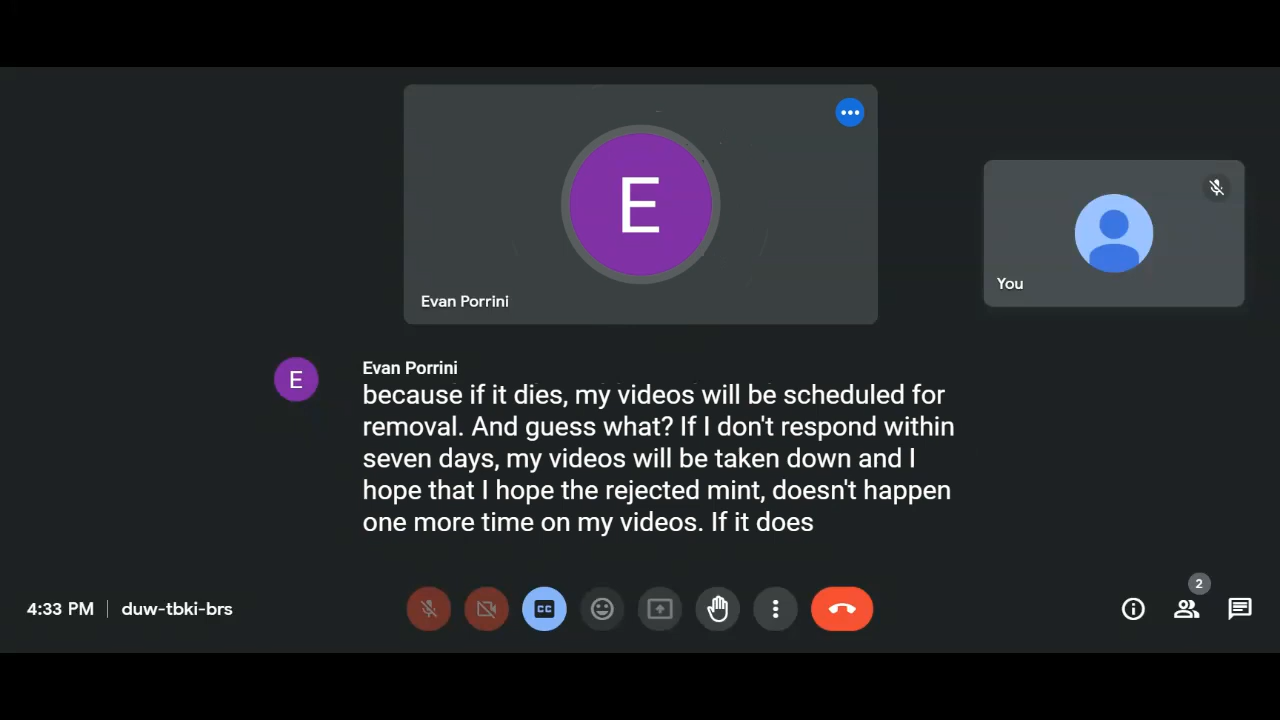 E
Evan Porrini
You
E
Evan Porrini
because if it dies, my videos will be scheduled for
removal. And guess what? If I don't respond within
seven days, my videos will be taken down and I
hope that I hope the rejected mint, doesn't happen
one more time on my videos. If it does
4:33 PM | duw-tbki-brs
CC
2